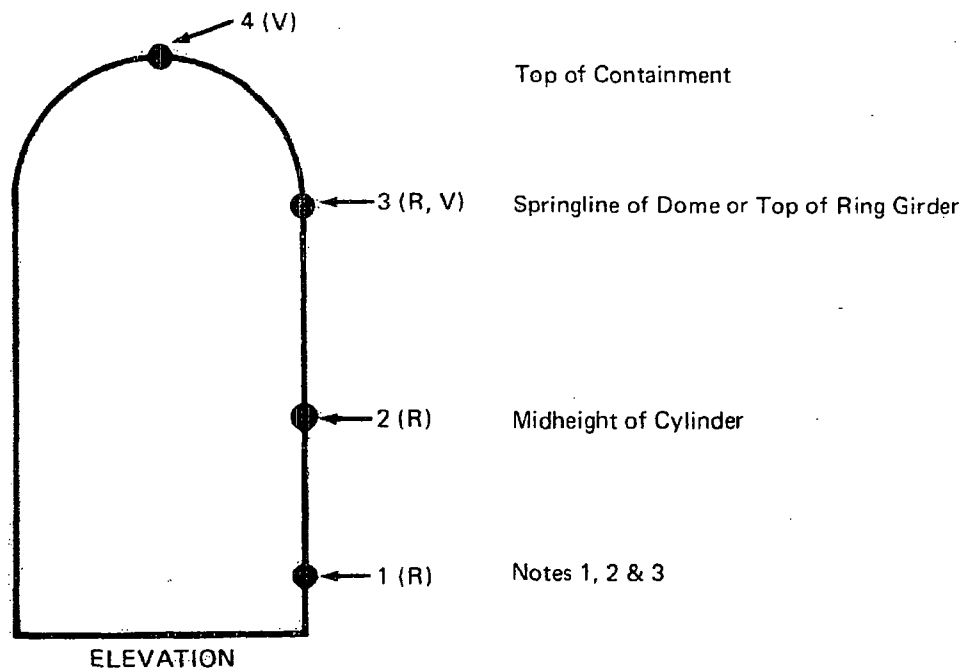 4 (V)
Top of Containment
3 (R, V) Springline of Dome or Top of Ring Girder
2 (R) Midheight of Cylinder
1 (R) Notes 1, 2 & 3
ELEVATION